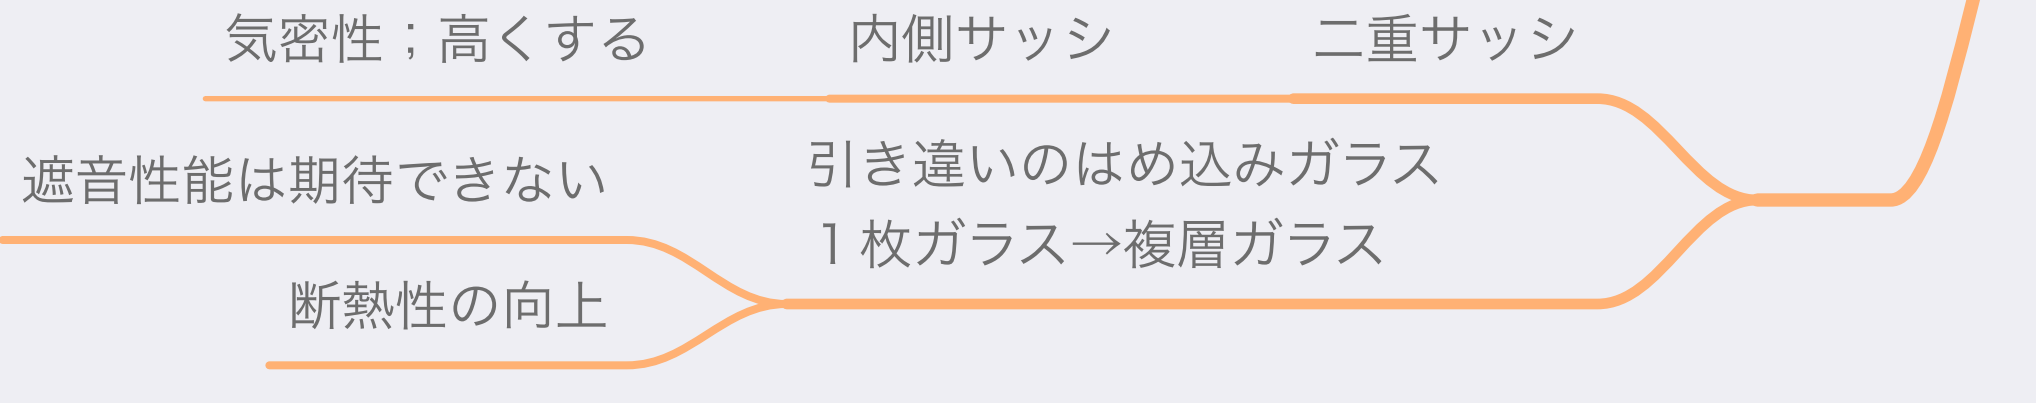 気密性；高くする
内側サッシ
二重サッシ
引き違いのはめ込みガラス
１枚ガラス→複層ガラス
遮音性能は期待できない
断熱性の向上